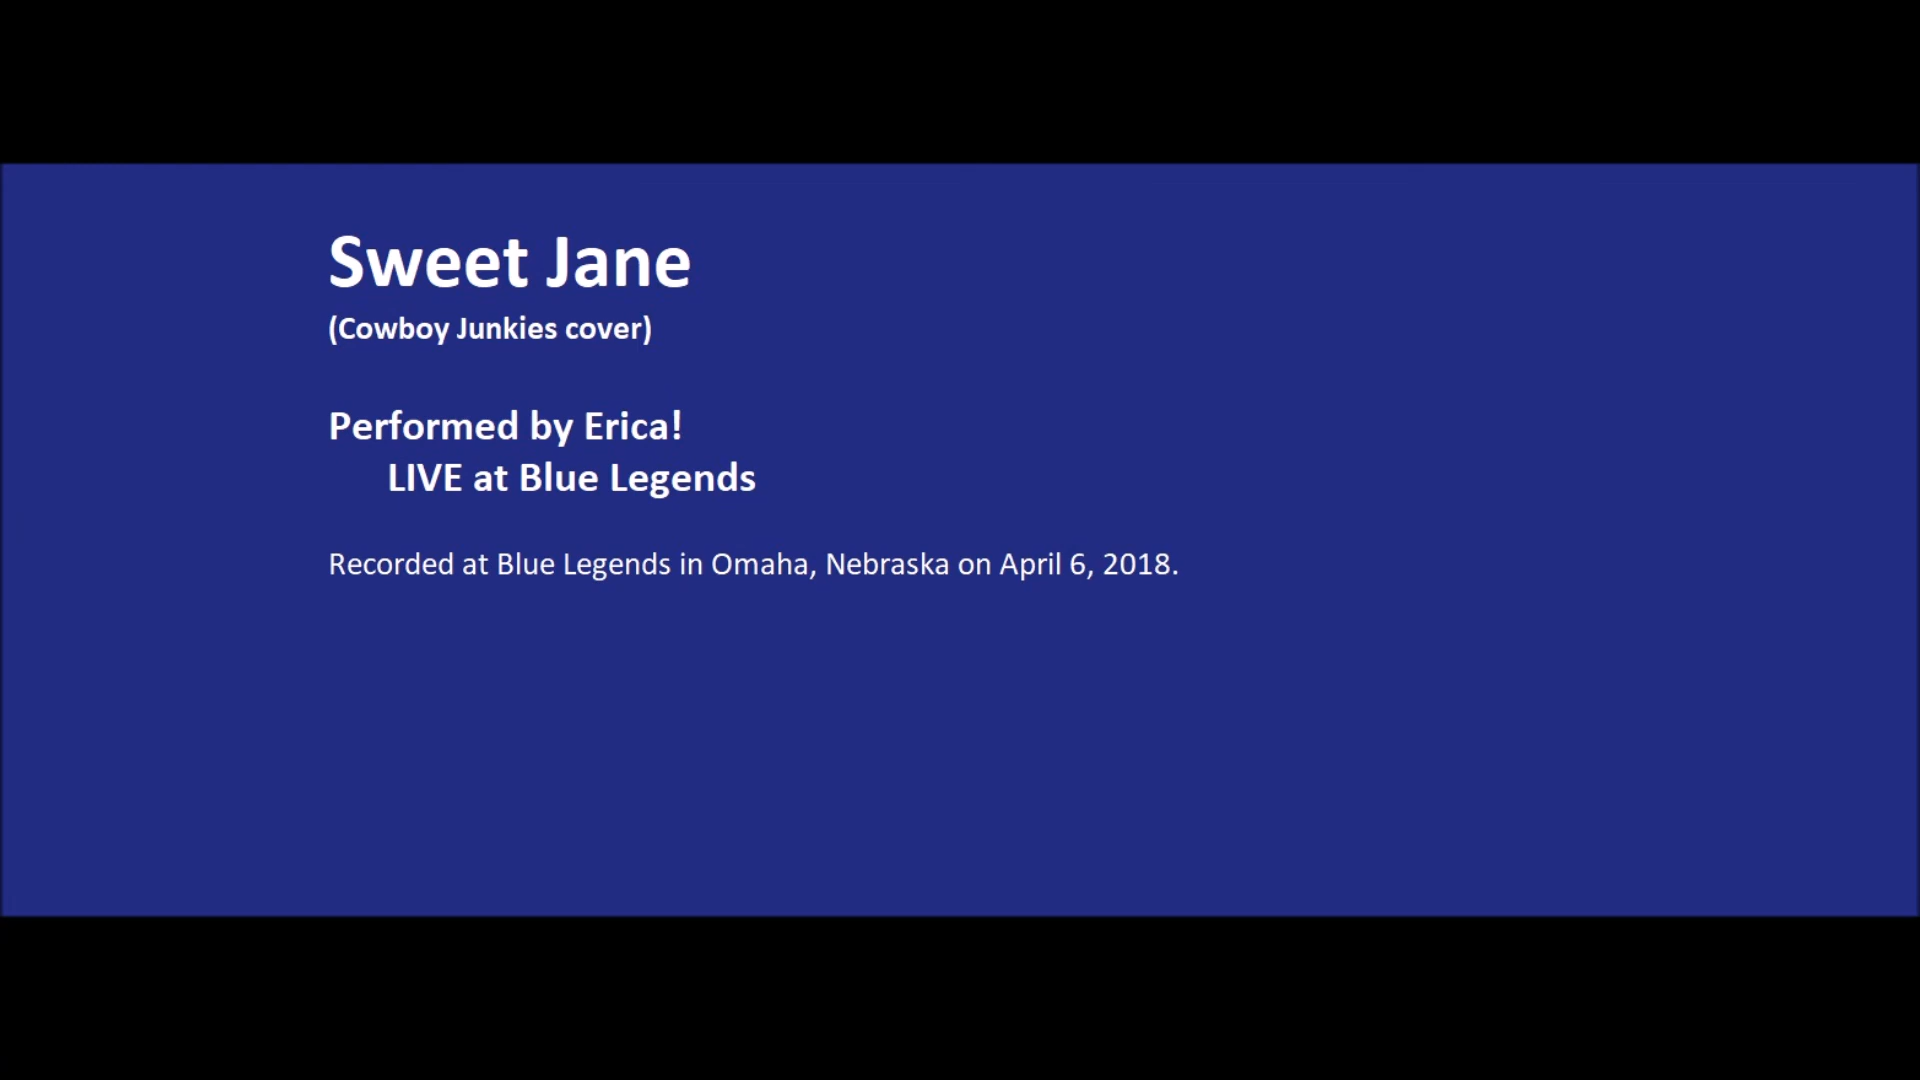 Sweet Jane
(Cowboy Junkies cover)
Performed by Erica!
LIVE at Blue Legends
Recorded at Blue Legends in Omaha, Nebraska on April 6, 2018.